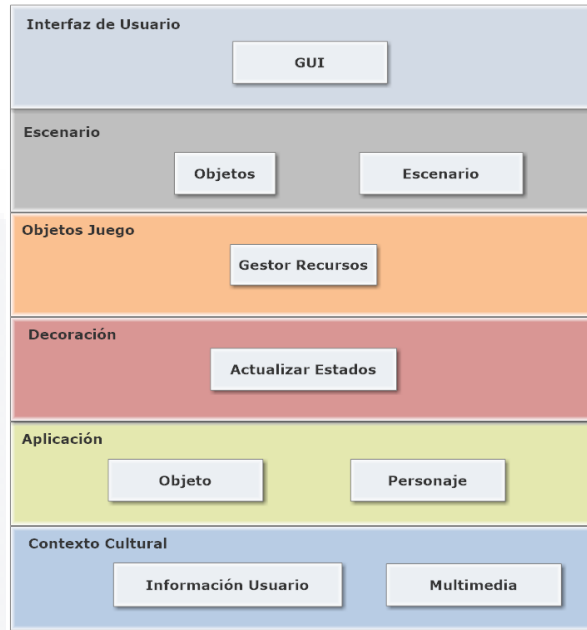 Interfaz de Usuario
GUI
Escenario
Objetos
Escenario
Objetos Juego
Gestor Recursos
Decoración
Actualizar Estados
Aplicación
Objeto
Personaje
Contexto Cultural
Información Usuario
Multimedia